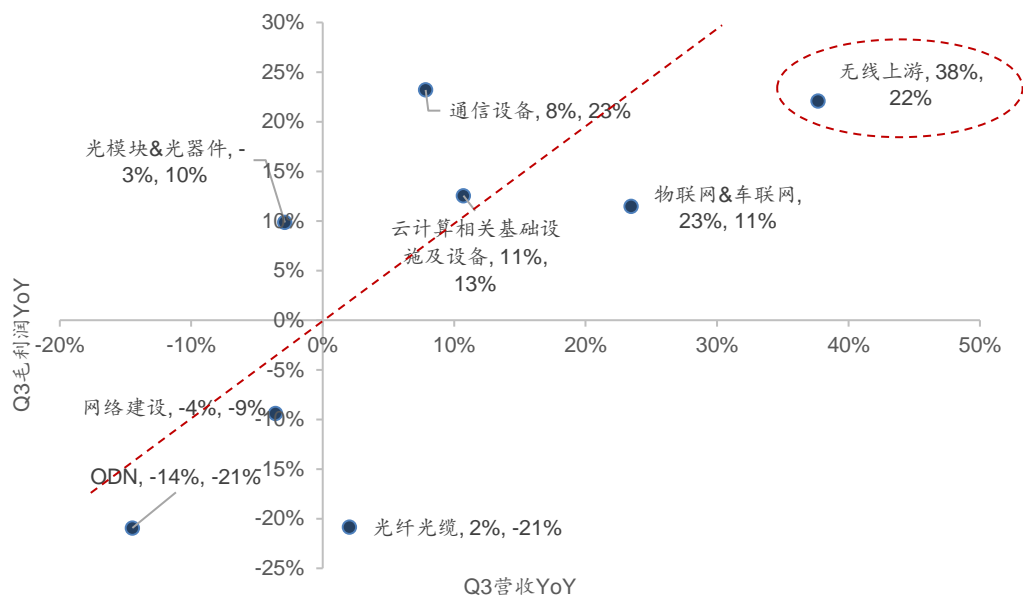 30%
25%
20%
15%
10%
5%
0%
-5%
-10%
-15%
-20%
-25%
-20%
-10%
0%
10%
20%
30%
40%
50%
Q3毛利润YoY
Q3营收YoY
无线上游, 38%,
22%
通信设备, 8%, 23%
光模块&光器件, -
3%, 10%
物联网&车联网,
23%, 11%
云计算相关基础设
施及设备, 11%,
13%
网络建设, -4%, -9%
ODN, -14%, -21%
光纤光缆, 2%, -21%